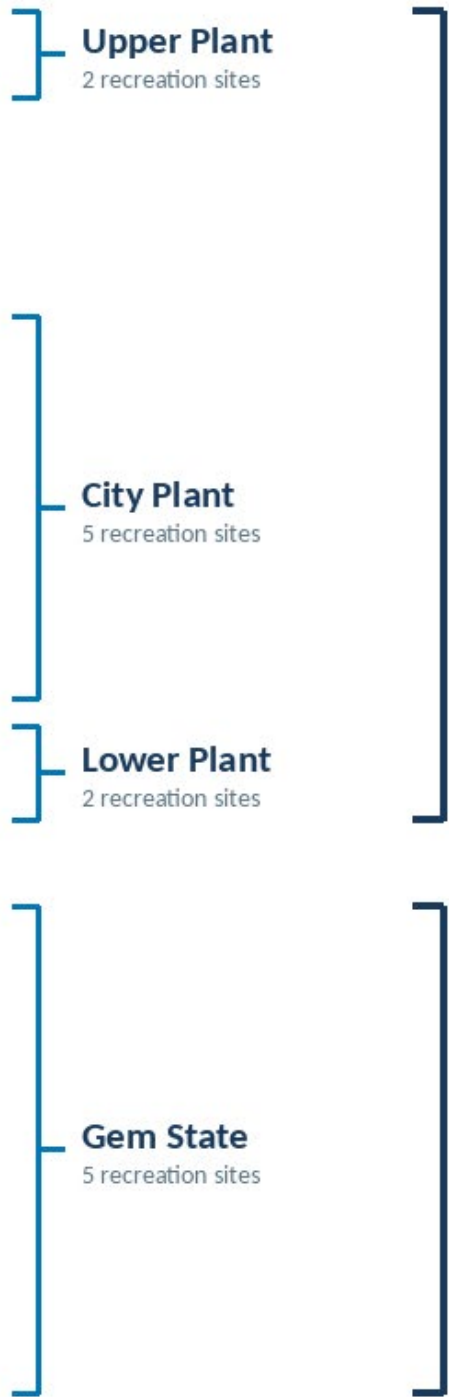 Upper Plant
2 recreation sites
City Plant
5 recreation sites
Lower Plant
2 recreation sites
Gem State
5 recreation sites